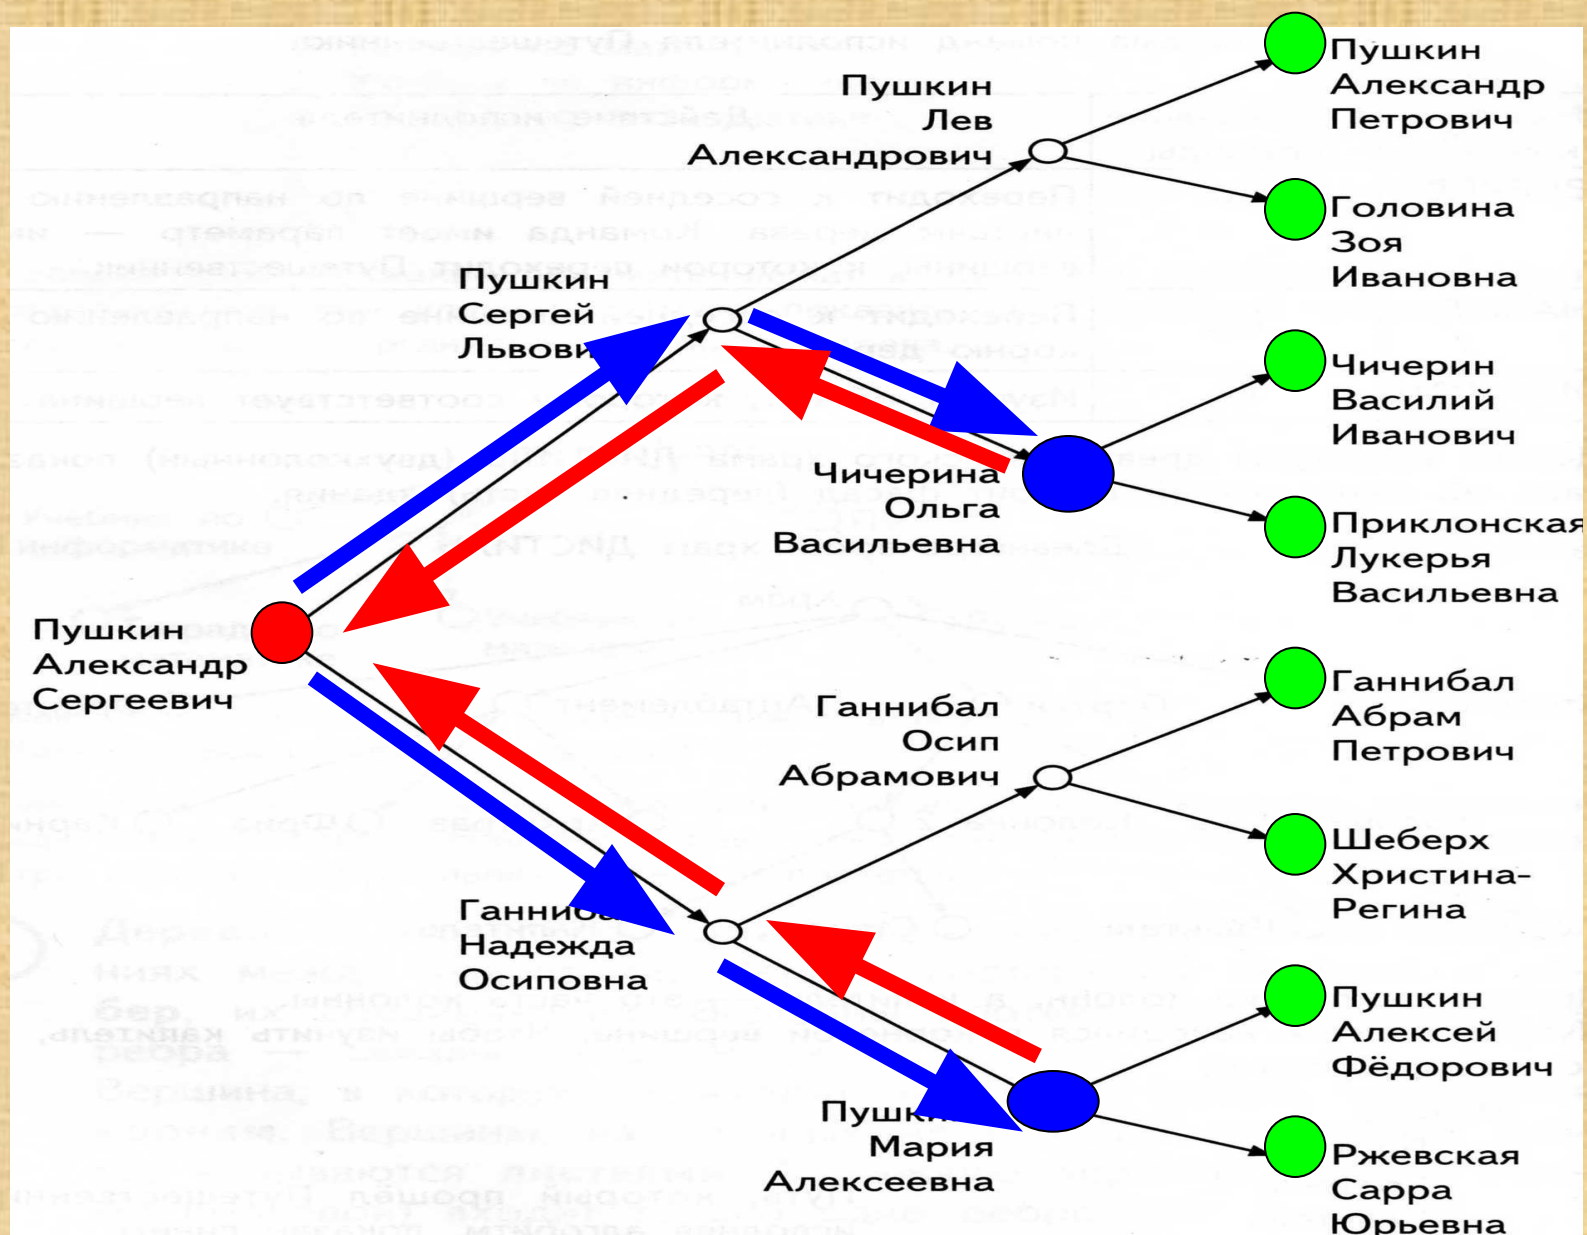 Пушкин
Александр
Петрович
Пушкин
Лев
Александрович
Головина
Зоя
Ивановна
Пушкин
Сергей
Чичерин
Василий
Иванович
Чичерина
Ольга
Васильевна
Приклонская
Лукерья
Васильевна
Пушкин
Александр
Сергеевич
Ганнибал
Абрам
Петрович
Ганнибал
Осип
Абрамович
Шеберх
Христина-
Регина
Надежда
Осиповна
Пушкин
Алексей
Фёдорович
Мария
Алексеевна
Ржевская
Сарра
Юрьевна